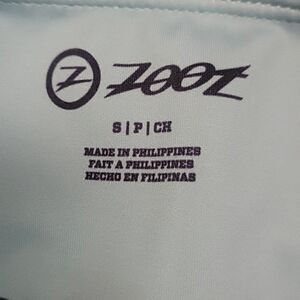 Z ZOOT
S | P | CH
MADE IN PHILIPPINES
FAIT A PHILIPPINES
HECHO EN FILIPINAS